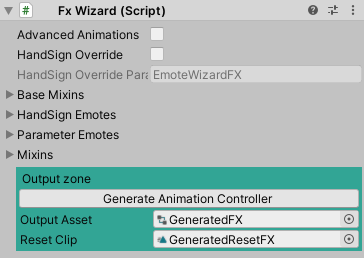 Fx Wizard (Script)
Advanced Animations
HandSign Override
HandSign Override Para EmoteWizardFX
Base Mixins
HandSign Emotes
Parameter Emotes
Mixins
Output zone
Generate Animation Controller
Output Asset GeneratedFX
Reset Clip GeneratedResetFX